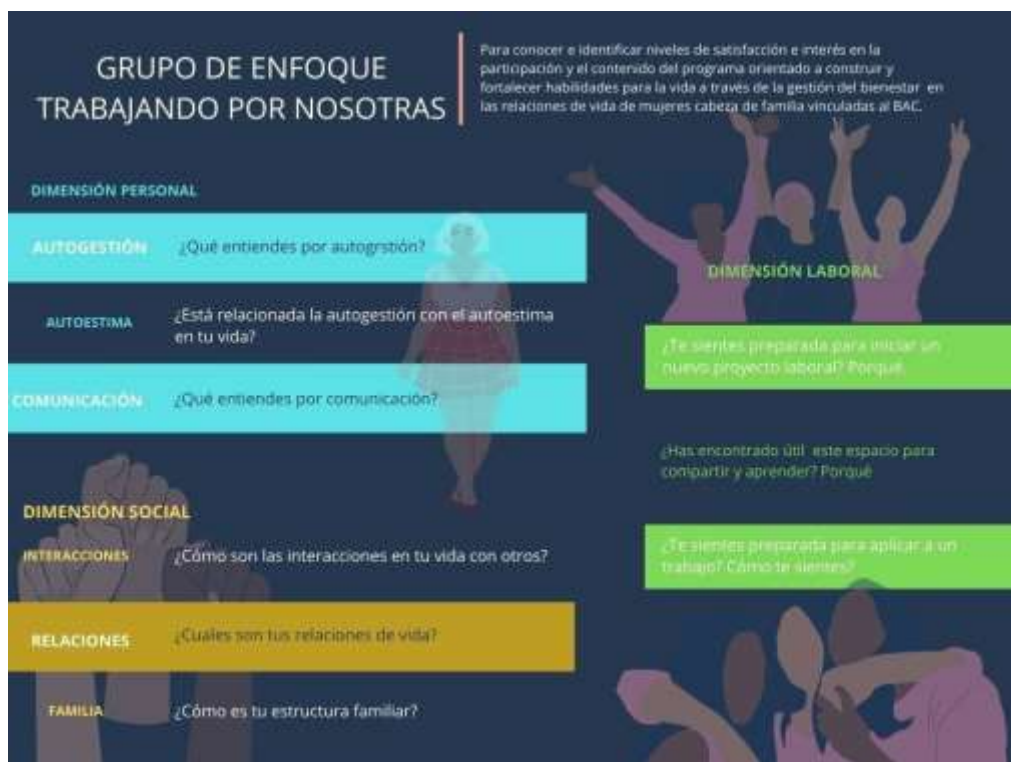 GRUPO DE ENFOQUE
TRABAJANDO POR NOSOTRAS
Para conocer e identificar niveles de satisfacción e interés en la
participación y el contenido del programa orientado a construir y
fortalecer habilidades para la vida a través de la gestión del bienestar en
las relaciones de vida de mujeres cabeza de familia vinculadas al BAC.
DIMENSIÓN PERSONAL
AUTOGESTIÓN
¿Qué entiendes por autogrstión?
AUTOESTIMA
¿Está relacionada la autogestión con el autoestima
en tu vida?
COMUNICACIÓN
¿Qué entiendes por comunicación?
DIMENSIÓN SOCIAL
INTERACCIONES
¿Cómo son las interacciones en tu vida con otros?
RELACIONES
¿Cuales son tus relaciones de vida?
FAMILIA
¿Cómo es tu estructura familiar?
DIMENSIÓN LABORAL
¿Te sientes preparada para iniciar un
nuevo proyecto laboral? Porqué.
¿Has encontrado útil este espacio para
compartir y aprender? Porqué
¿Te sientes preparada para aplicar a un
trabajo? Cómo te sientes?